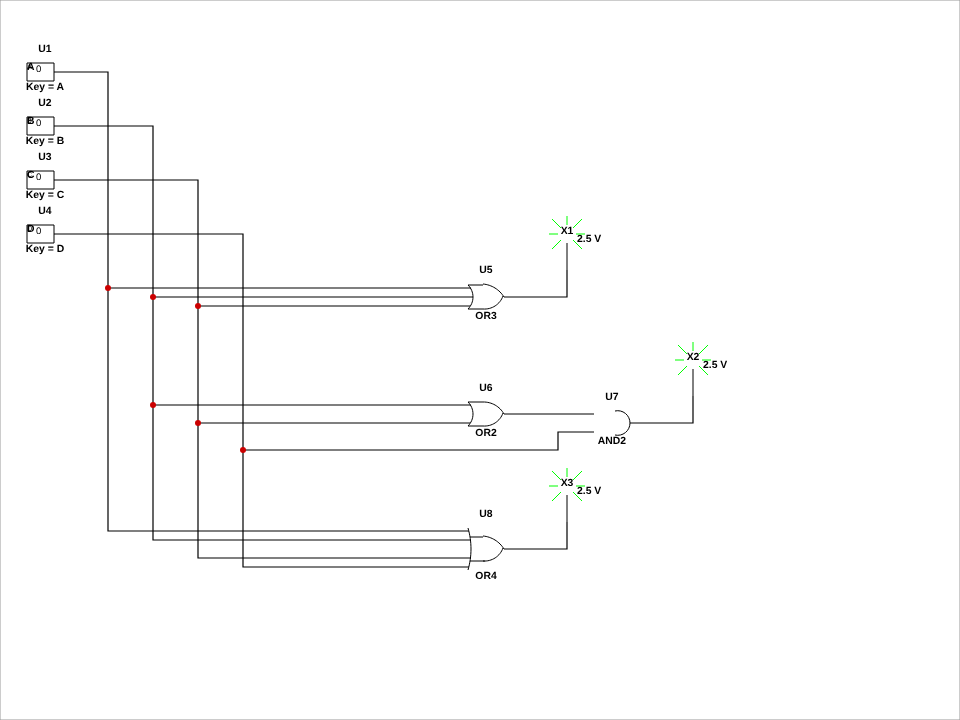 U1
A 0
Key = A
U2
B 0
Key = B
U3
C 0
Key = C
U4
D 0
Key = D
X1
2.5 V
U5
OR3
X2
2.5 V
U6
U7
OR2
AND2
X3
2.5 V
U8
OR4